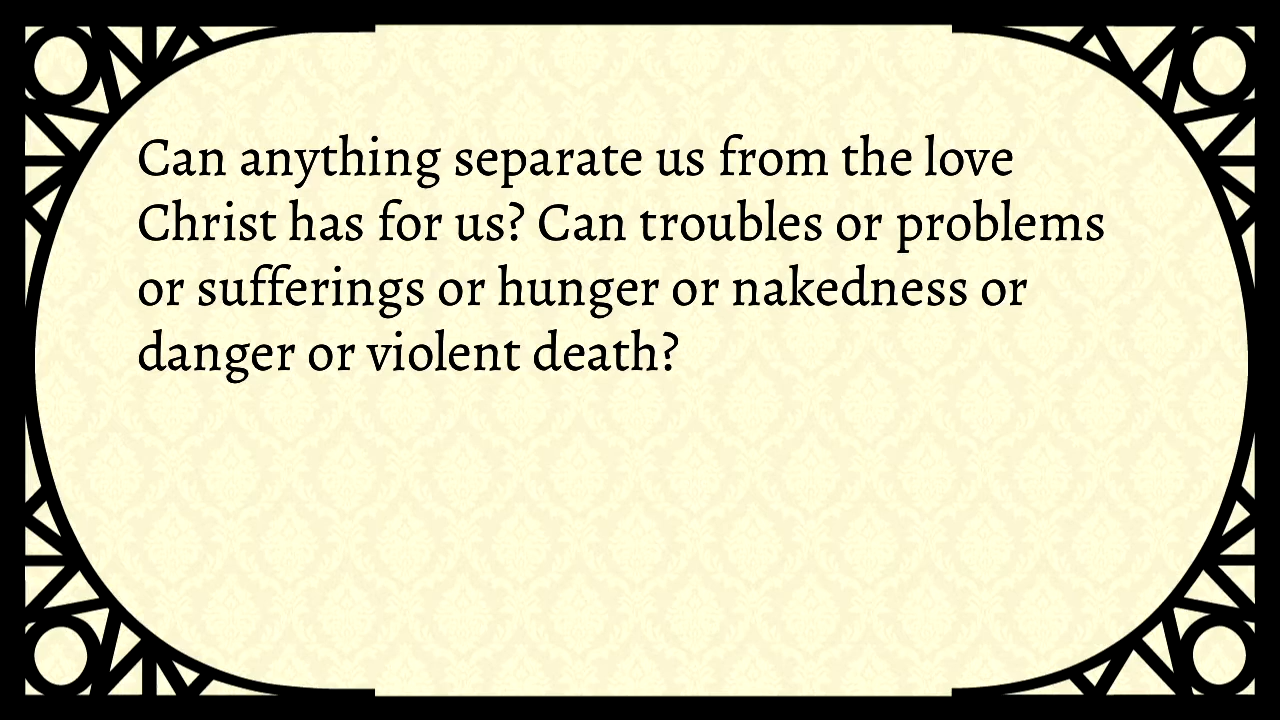 Can anything separate us from the love
Christ has for us? Can troubles or problems
or sufferings or hunger or nakedness or
danger or violent death?